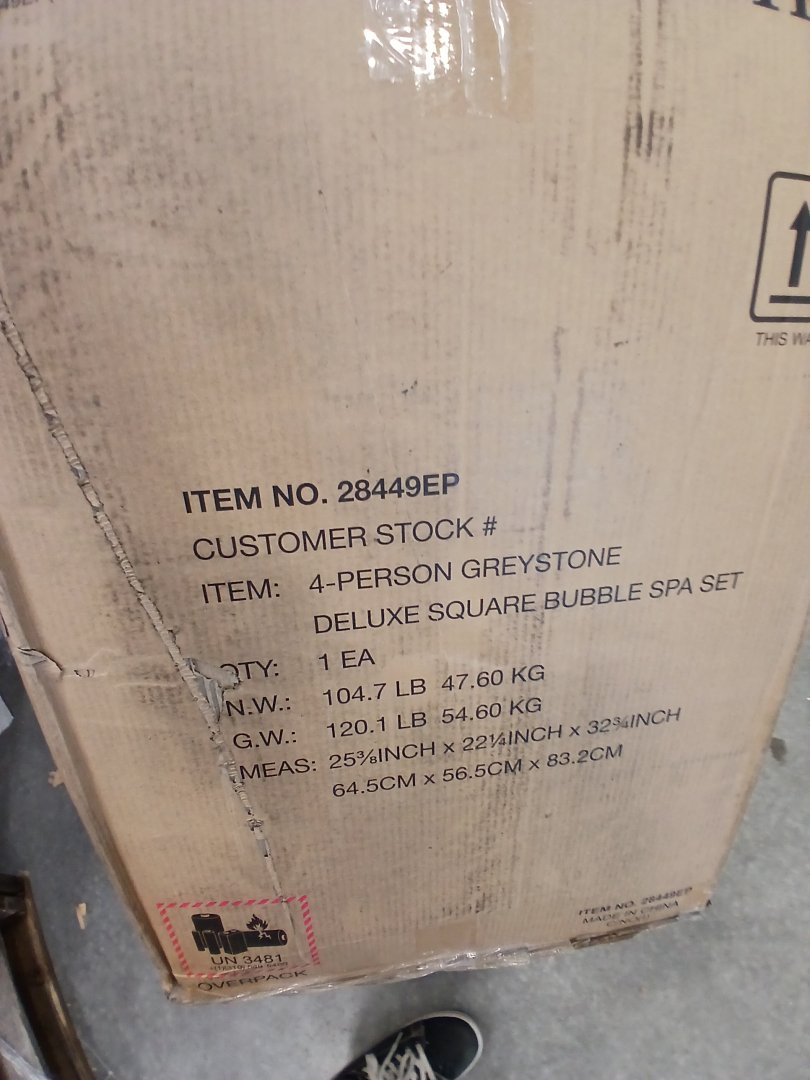 ITEM NO. 28449EP
CUSTOMER STOCK #
ITEM: 4-PERSON GREYSTONE
DELUXE SQUARE BUBBLE SPA SET
QTY: 1 EA
N.W.: 104.7 LB 47.60 KG
G.W.: 120.1 LB 54.60 KG
MEAS: 25⅜INCH x 22¼INCH x 32¾INCH
64.5CM x 56.5CM x 83.2CM
THIS WA
UN 3481
OVERPACK
ITEM NO. 28449EP
MADE IN CHINA